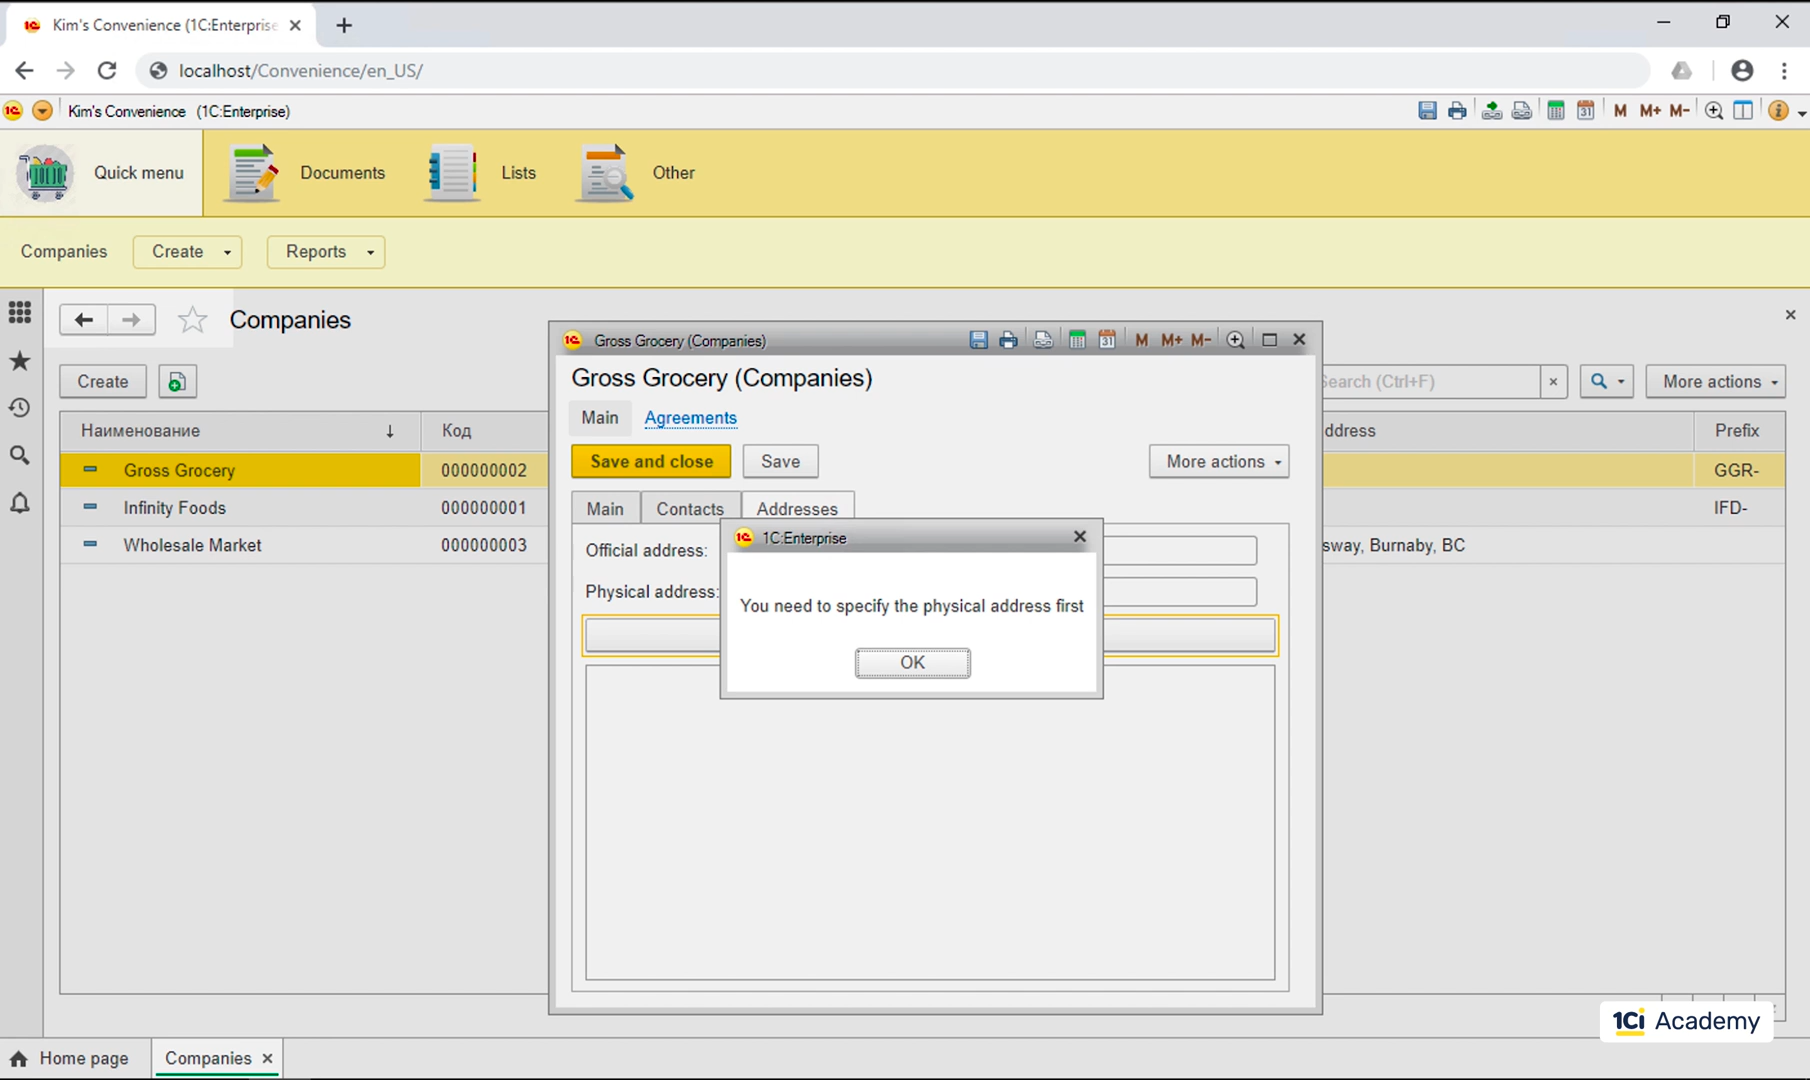 Kim's Convenience (1C:Enterprise
localhost/Convenience/en_US/
Kim's Convenience (1C:Enterprise)
31 M M+ M-
Quick menu
Documents
Lists
Other
Companies
Create
Reports
Companies
Create
Search (Ctrl+F)
More actions
Наименование
Код
ddress
Prefix
Gross Grocery
000000002
GGR-
Infinity Foods
000000001
IFD-
Wholesale Market
000000003
sway, Burnaby, BC
Gross Grocery (Companies)
31 M M+ M-
Gross Grocery (Companies)
Main
Agreements
Save and close
Save
More actions
Main
Contacts
Addresses
Official address:
Physical address:
1C:Enterprise
You need to specify the physical address first
OK
1Ci Academy
Home page
Companies